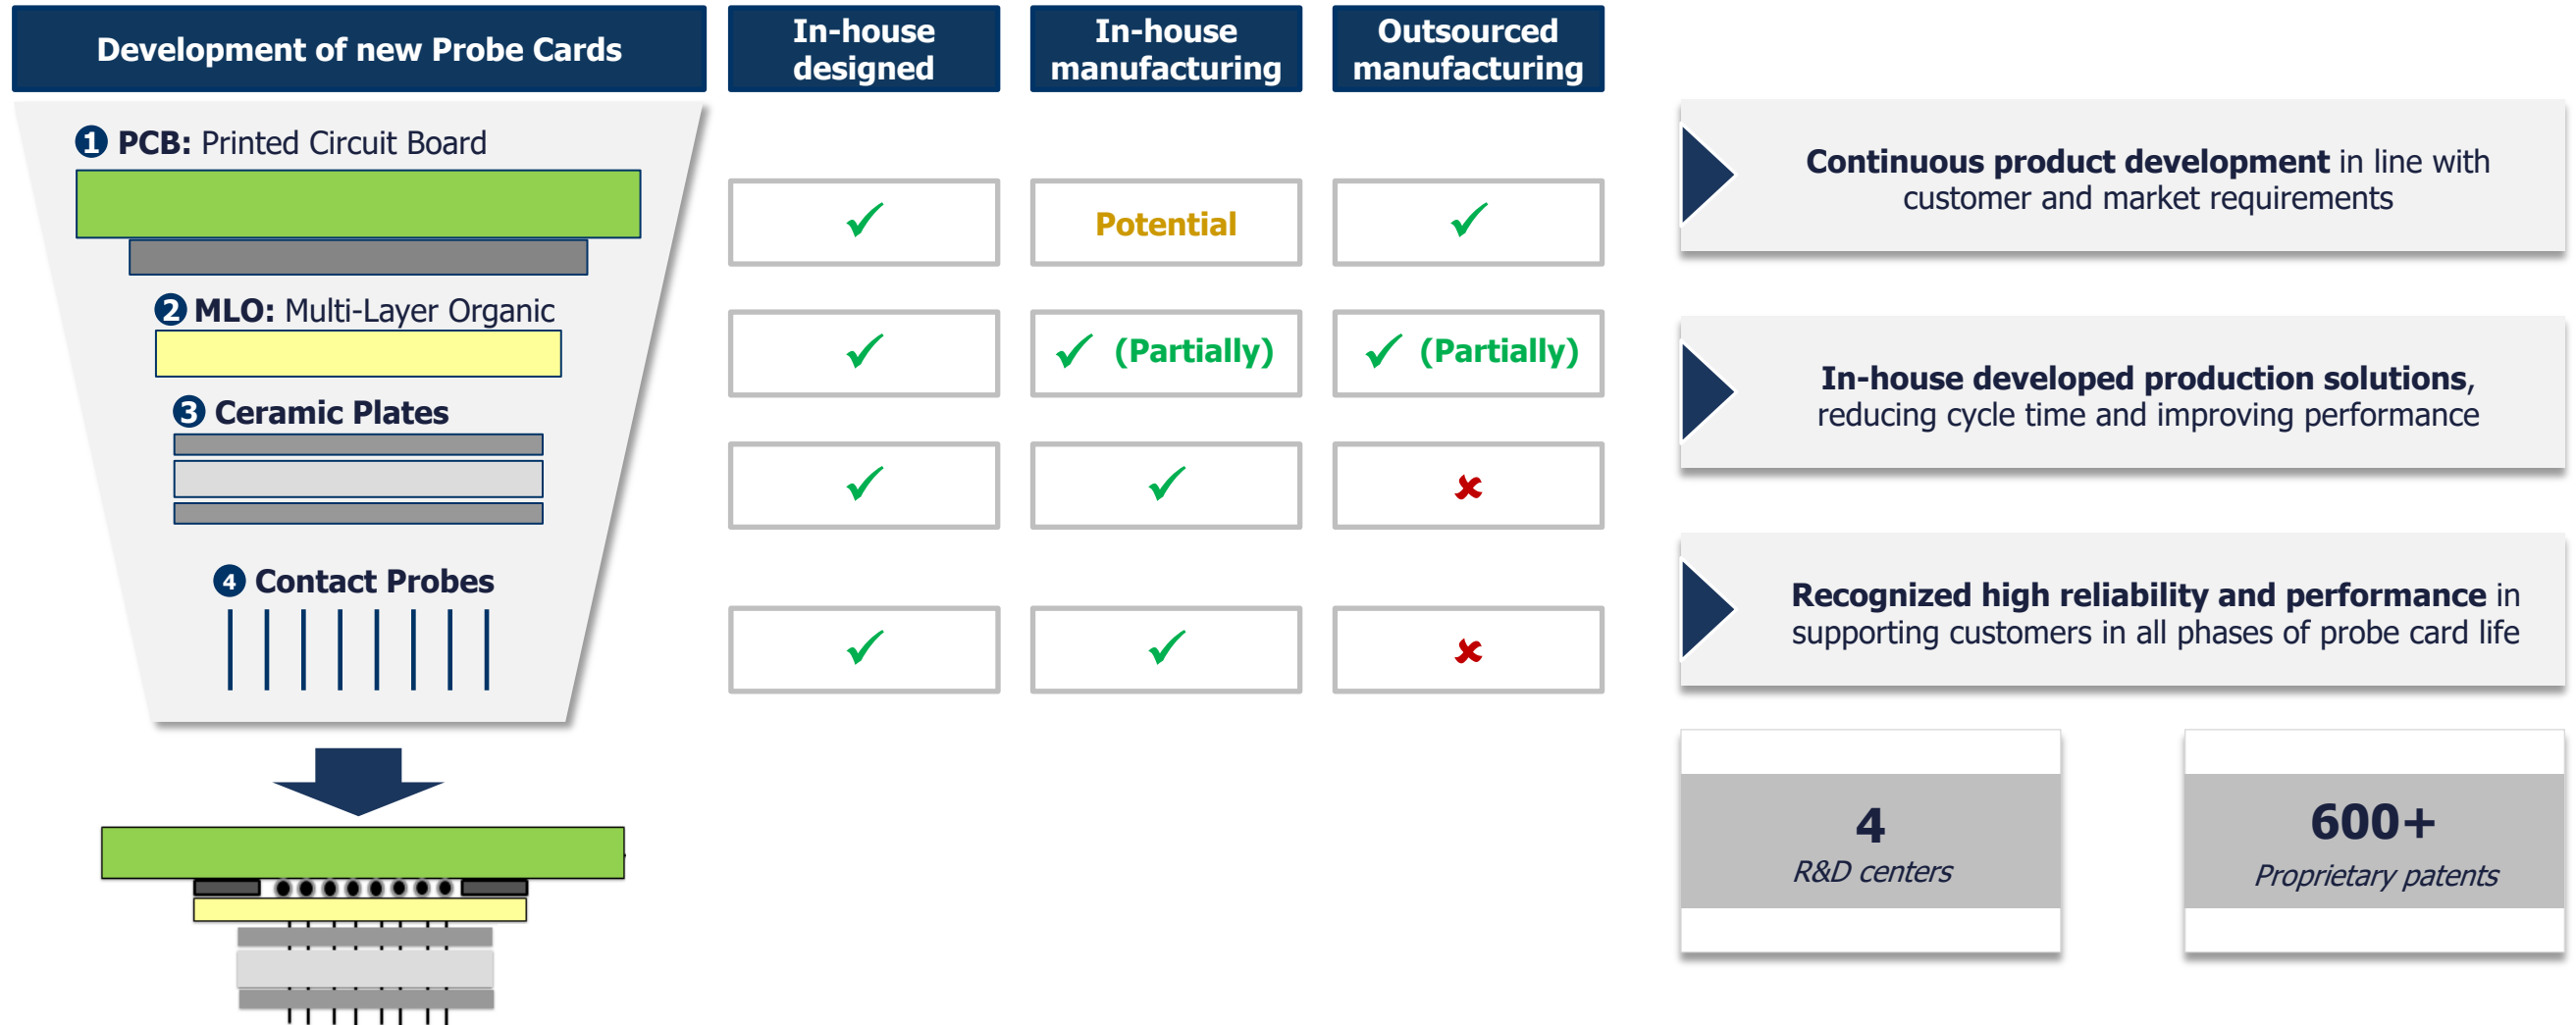 Development of new Probe Cards
In-house
designed
In-house
manufacturing
Outsourced
manufacturing
1 PCB: Printed Circuit Board
Potential
2 MLO: Multi-Layer Organic
(Partially)
(Partially)
3 Ceramic Plates
4 Contact Probes
Continuous product development in line with
customer and market requirements
In-house developed production solutions,
reducing cycle time and improving performance
Recognized high reliability and performance in
supporting customers in all phases of probe card life
4
R&D centers
600+
Proprietary patents